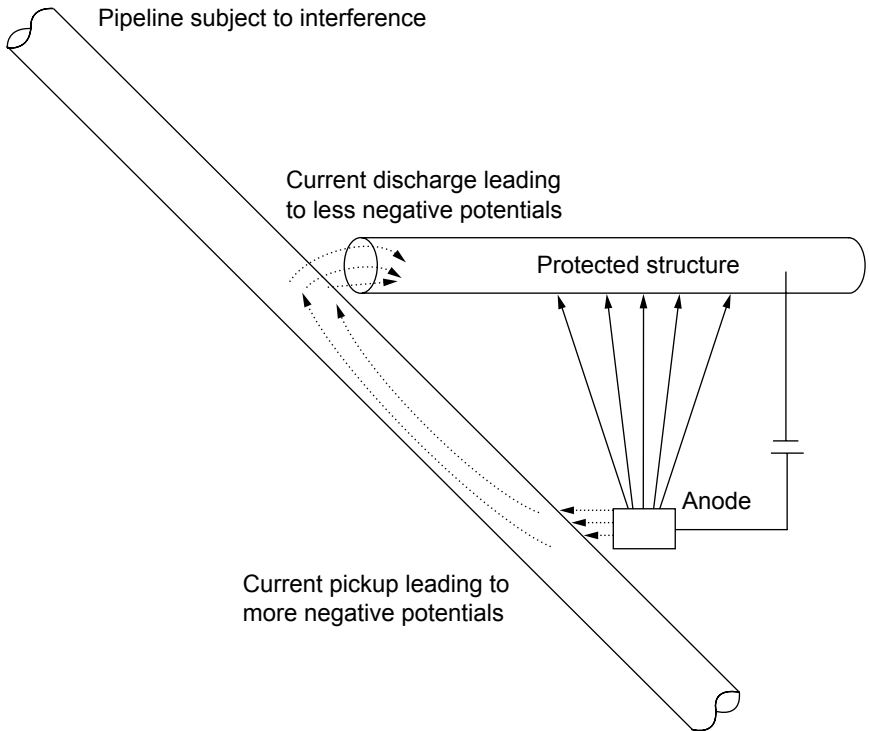 Pipeline subject to interference
Current discharge leading
to less negative potentials
Protected structure
Anode
Current pickup leading to
more negative potentials